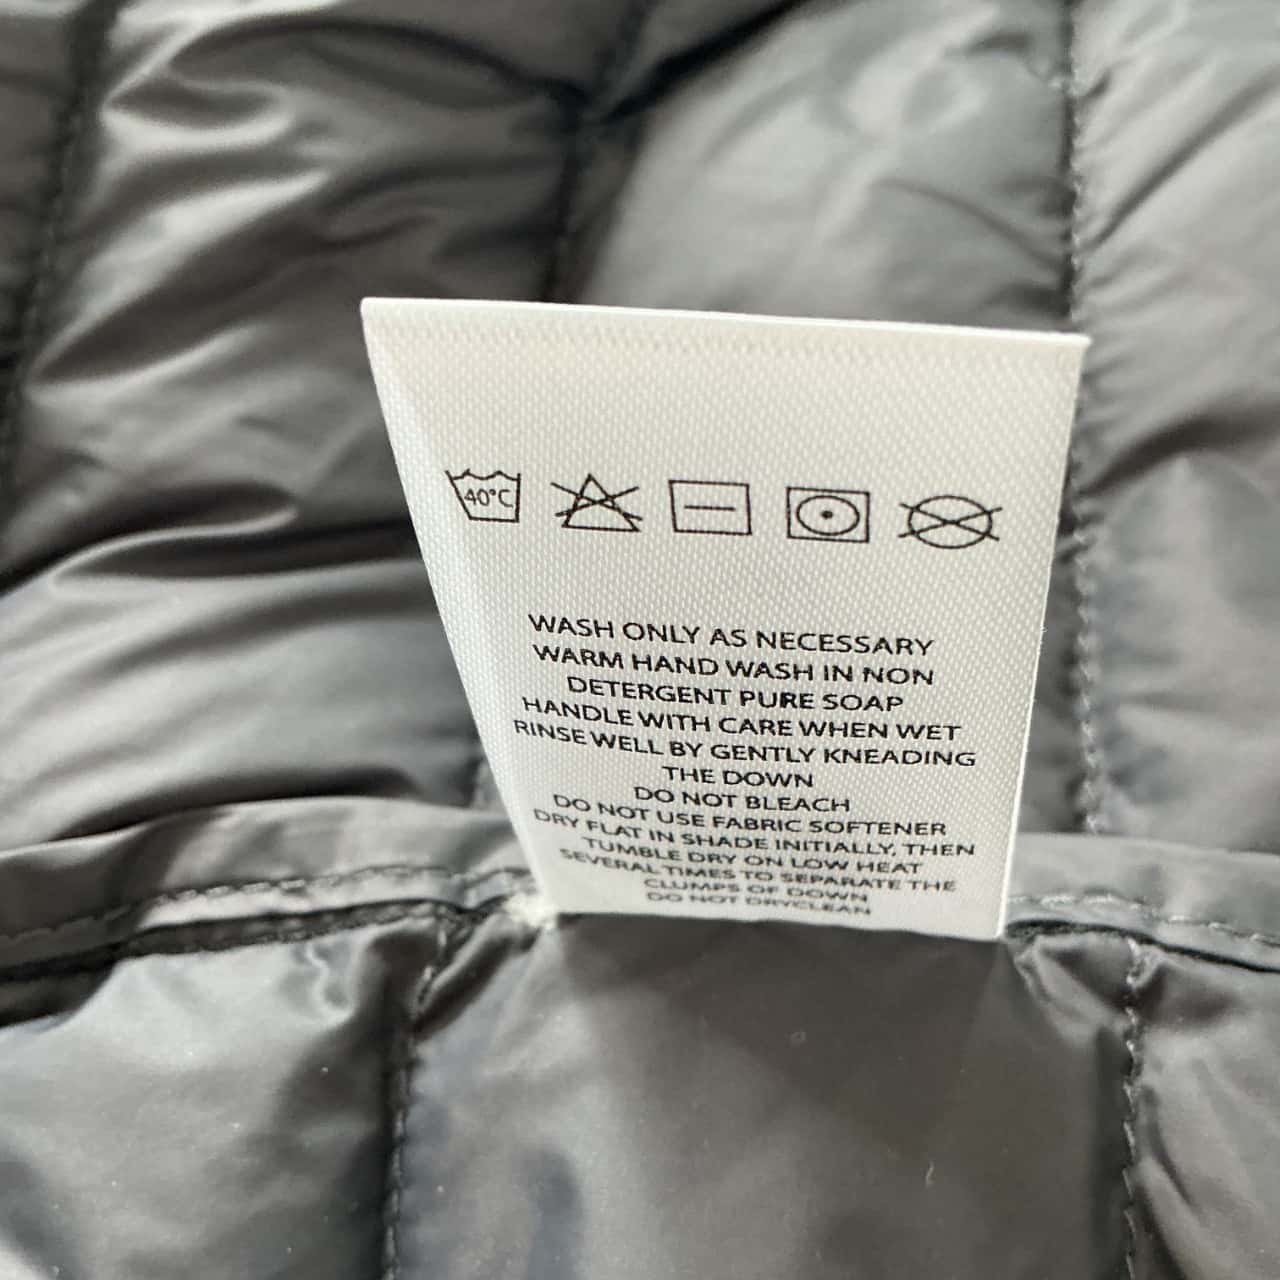 40°C
WASH ONLY AS NECESSARY
WARM HAND WASH IN NON
DETERGENT PURE SOAP
HANDLE WITH CARE WHEN WET
RINSE WELL BY GENTLY KNEADING
THE DOWN
DO NOT BLEACH
DO NOT USE FABRIC SOFTENER
DRY FLAT IN SHADE INITIALLY, THEN
TUMBLE DRY ON LOW HEAT
SEVERAL TIMES TO SEPARATE THE
CLUMPS OF DOWN
DO NOT DRYCLEAN